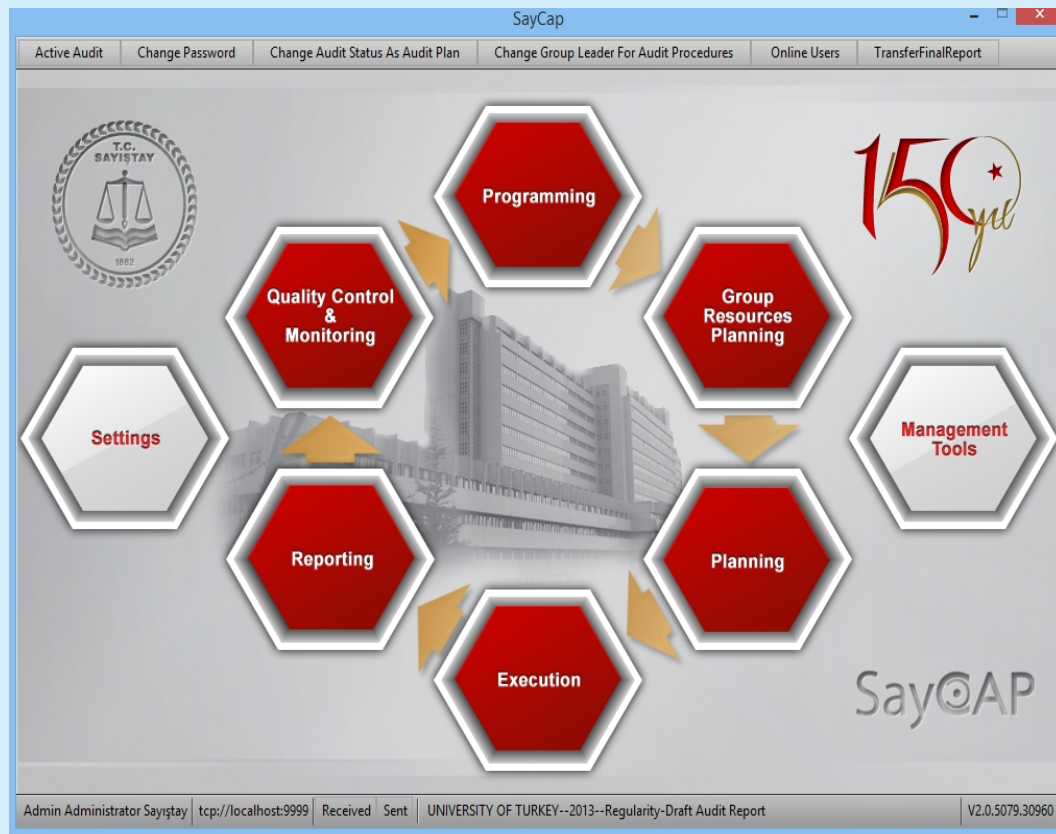 SayCap
Active Audit
Change Password
Change Audit Status As Audit Plan
Change Group Leader For Audit Procedures
Online Users
TransferFinalReport
T.C.
SAYIŞTAY
1862
150
yıl
Programming
Quality Control
&
Monitoring
Group
Resources
Planning
Settings
Management
Tools
Reporting
Planning
Execution
SayCAP
Admin Administrator Sayıştay
tcp://localhost:9999
Received
Sent
UNIVERSITY OF TURKEY--2013--Regularity-Draft Audit Report
V2.0.5079.30960